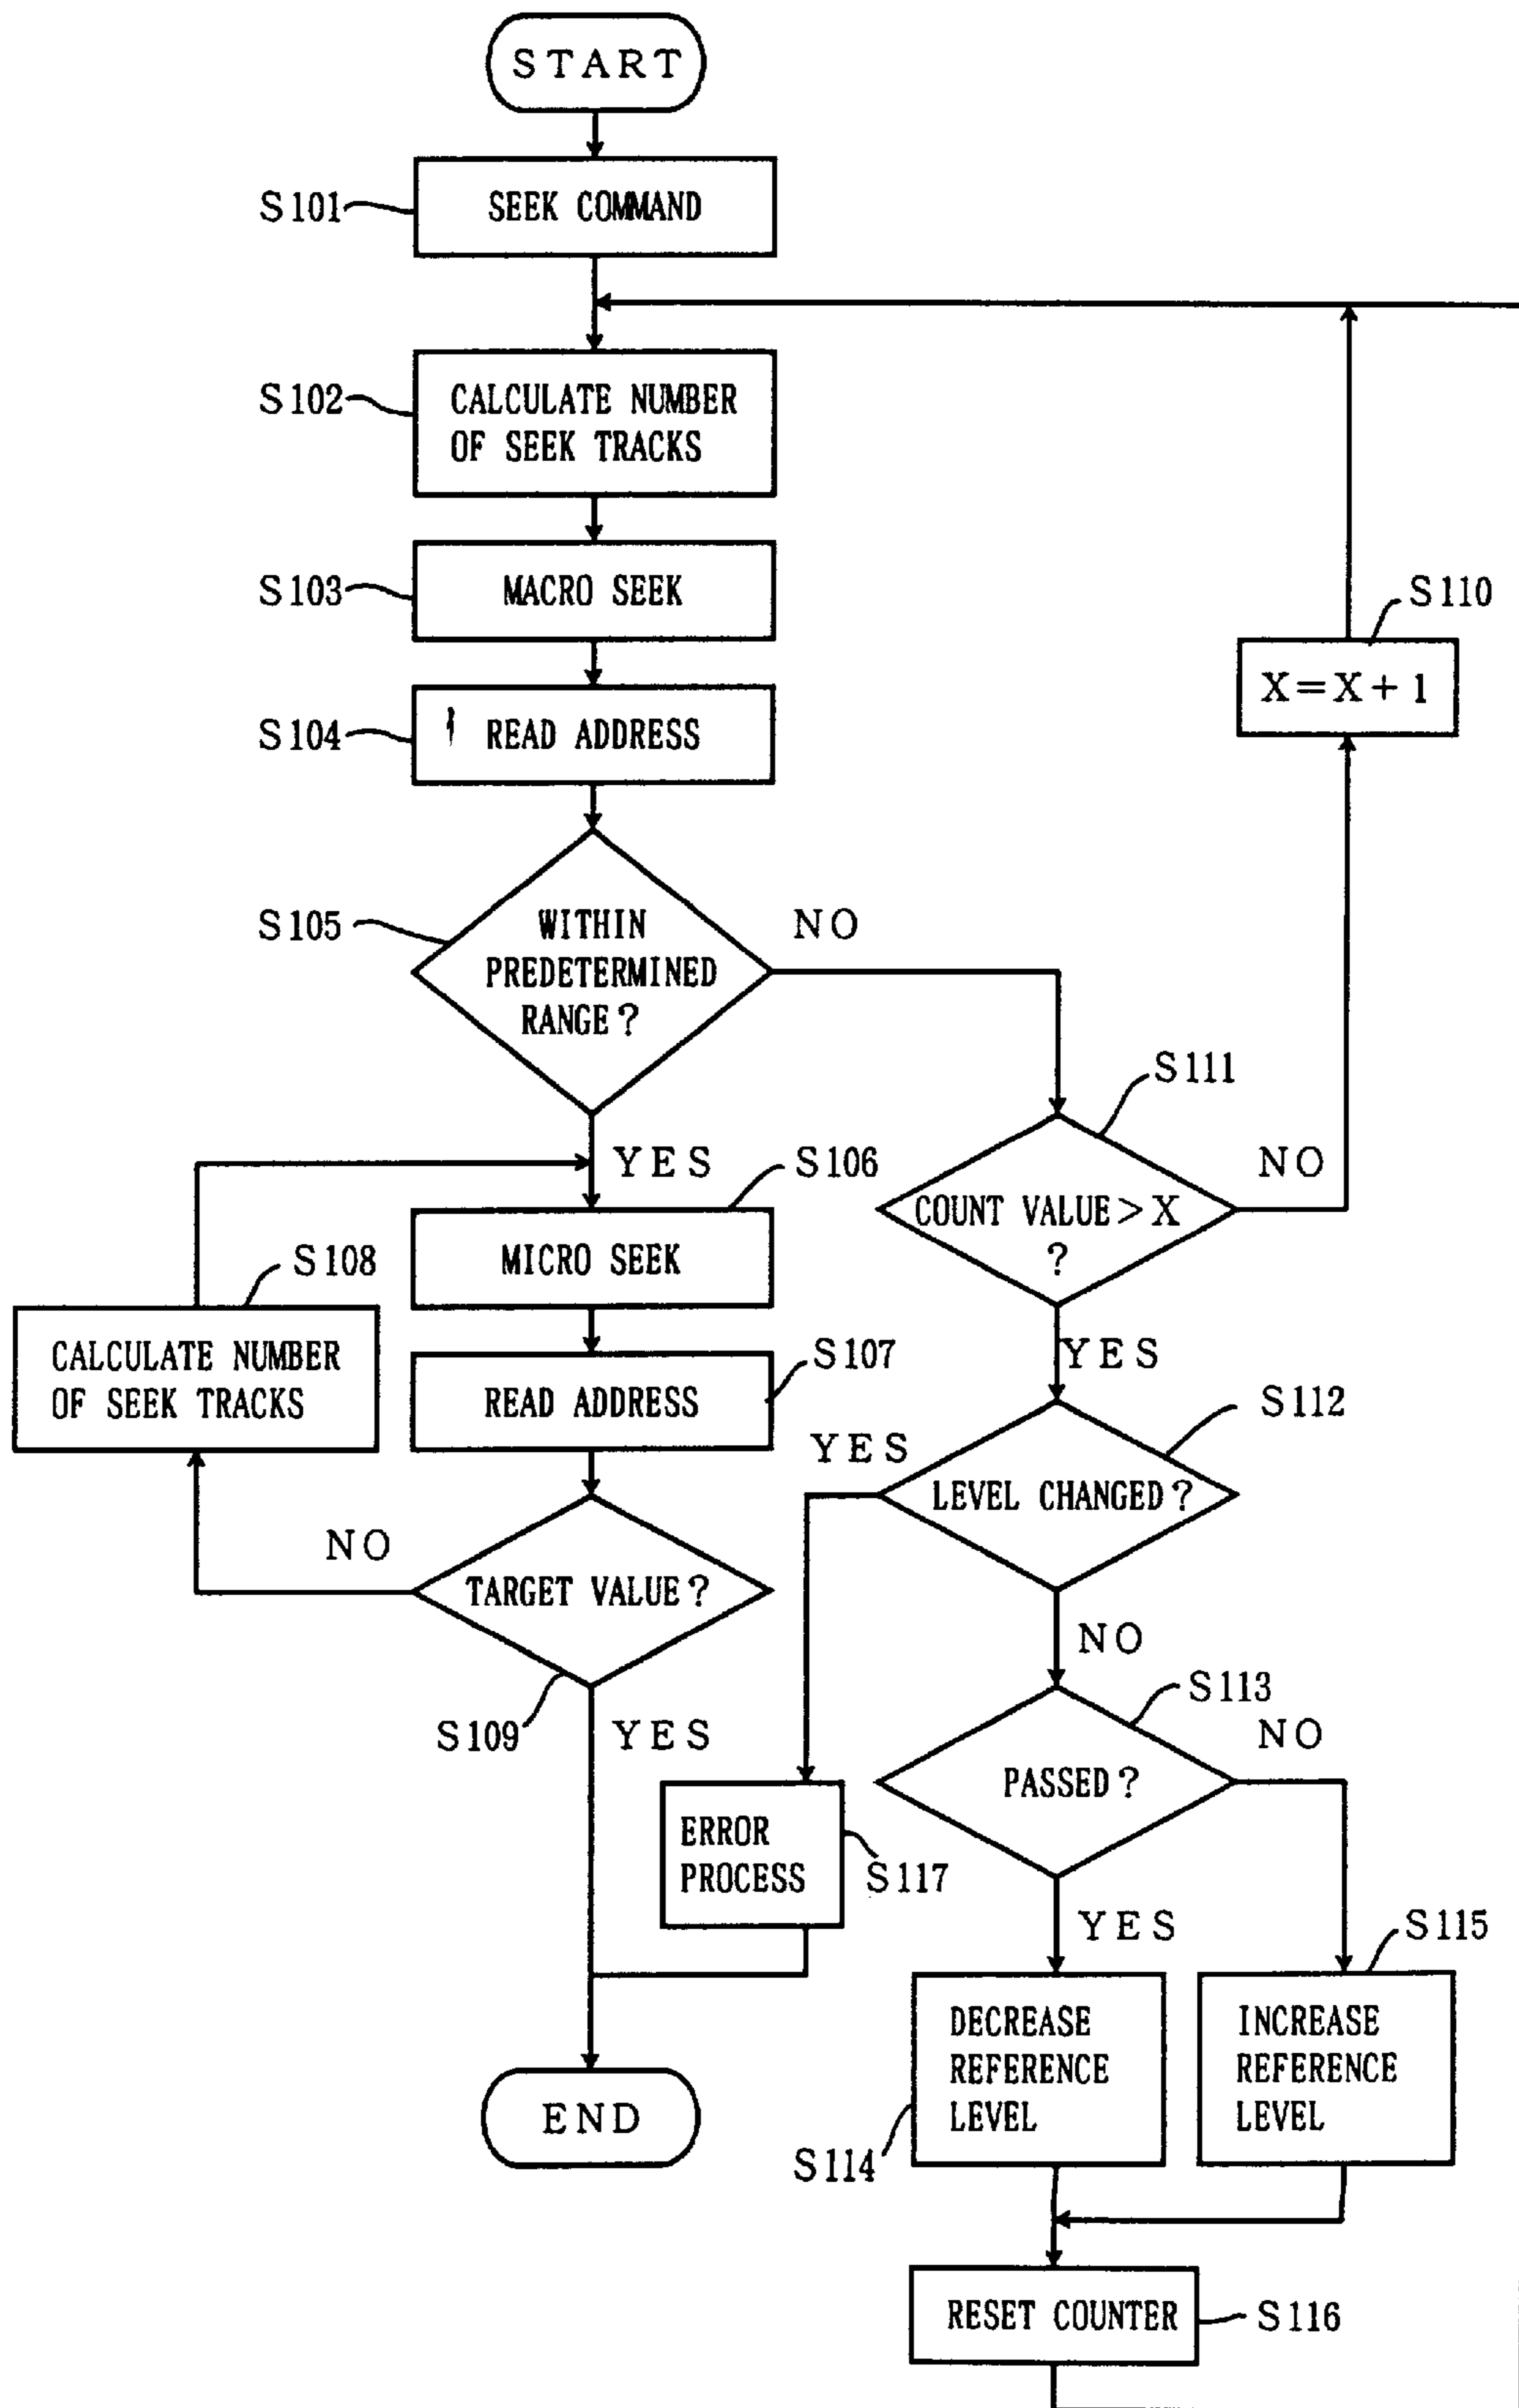 START
S101
SEEK COMMAND
S102
CALCULATE NUMBER
OF SEEK TRACKS
S103
MACRO SEEK
S110
X=X+1
S104
READ ADDRESS
S105
WITHIN
PREDETERMINED
RANGE?
NO
S111
COUNT VALUE>X
?
NO
YES
S106
MICRO SEEK
S108
CALCULATE NUMBER
OF SEEK TRACKS
S107
READ ADDRESS
YES
S112
LEVEL CHANGED?
YES
NO
TARGET VALUE?
NO
S109
YES
S113
PASSED?
NO
ERROR
PROCESS
S117
YES
S115
DECREASE
REFERENCE
LEVEL
INCREASE
REFERENCE
LEVEL
S114
END
RESET COUNTER
S116